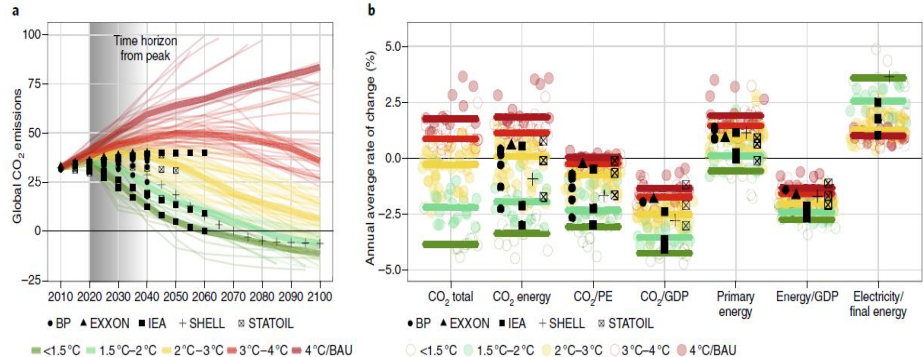 a
Global CO₂ emissions
100
75
50
25
0
−25
Time horizon
from peak
2010 2020 2030 2040 2050 2060 2070 2080 2090 2100
BP EXXON IEA SHELL STATOIL
<1.5 °C 1.5 °C–2 °C 2 °C–3 °C 3 °C–4 °C 4 °C/BAU
b
Annual average rate of change (%)
5.0
2.5
0.0
−2.5
−5.0
CO₂ total CO₂ energy CO₂/PE CO₂/GDP Primary energy Energy/GDP Electricity/ final energy
BP EXXON IEA SHELL STATOIL
<1.5 °C 1.5 °C–2 °C 2 °C–3 °C 3 °C–4 °C 4 °C/BAU